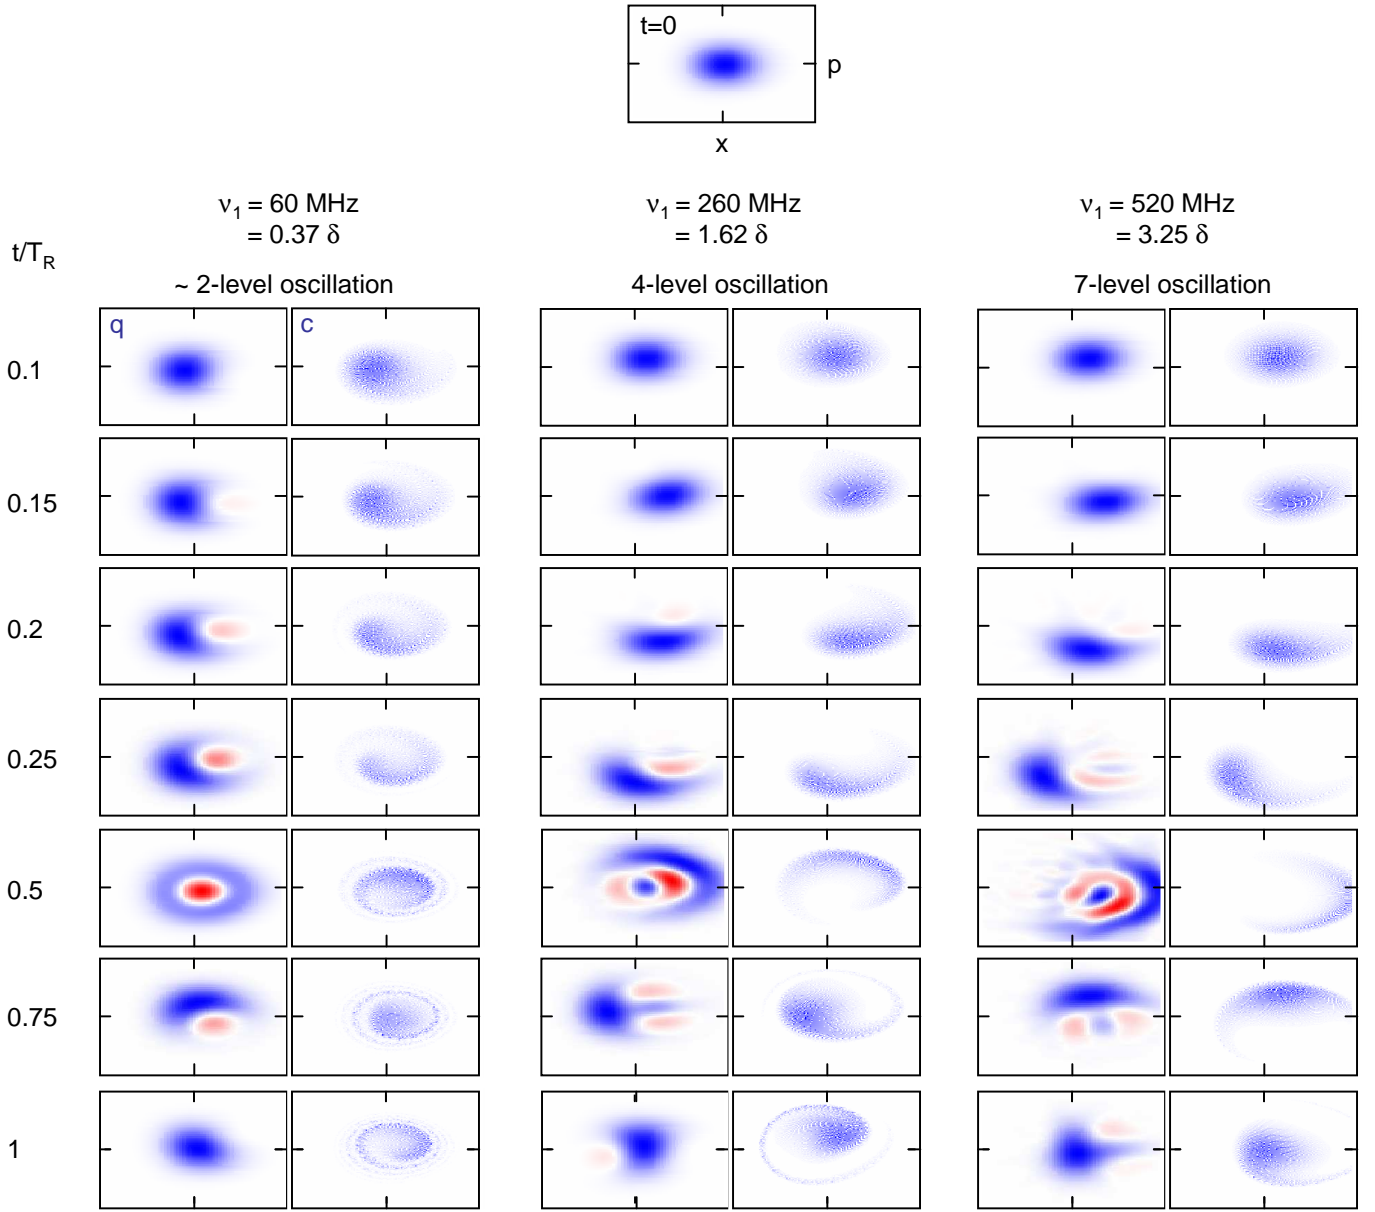 t=0
p
x
ν1 = 60 MHz
= 0.37 δ
ν1 = 260 MHz
= 1.62 δ
ν1 = 520 MHz
= 3.25 δ
t/TR
~ 2-level oscillation
4-level oscillation
7-level oscillation
q
c
0.1
0.15
0.2
0.25
0.5
0.75
1